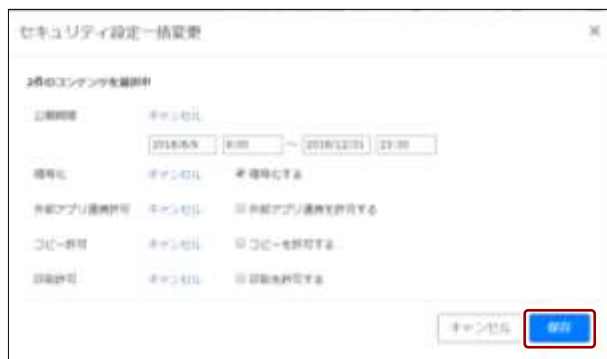 セキュリティ設定一括変更 ×
2件のコンテンツを選択中
公開期間 キャンセル
2018/8/9 ～ 2018/12/31
暗号化 キャンセル 暗号化する
外部アプリ連携許可 キャンセル 外部アプリ連携を許可する
コピー許可 キャンセル コピーを許可する
印刷許可 キャンセル 印刷を許可する
キャンセル 保存